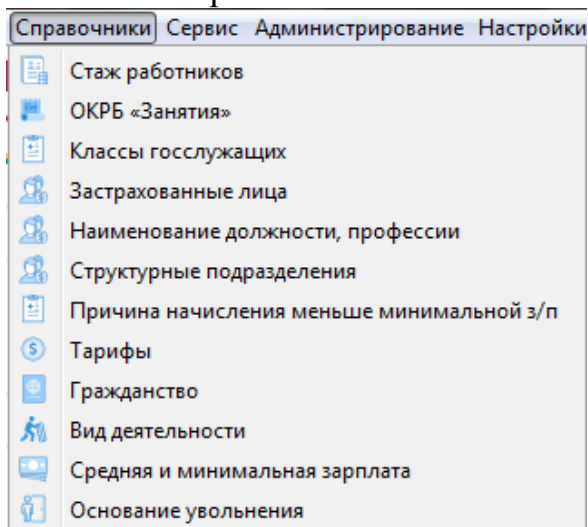 Справочники Сервис Администрирование Настройки
Стаж работников
ОКРБ «Занятия»
Классы госслужащих
Застрахованные лица
Наименование должности, профессии
Структурные подразделения
Причина начисления меньше минимальной з/п
Тарифы
Гражданство
Вид деятельности
Средняя и минимальная зарплата
Основание увольнения